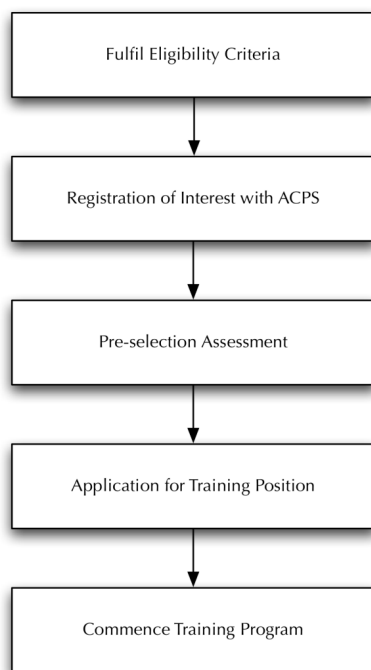 Fulfil Eligibility Criteria
Registration of Interest with ACPS
Pre-selection Assessment
Application for Training Position
Commence Training Program